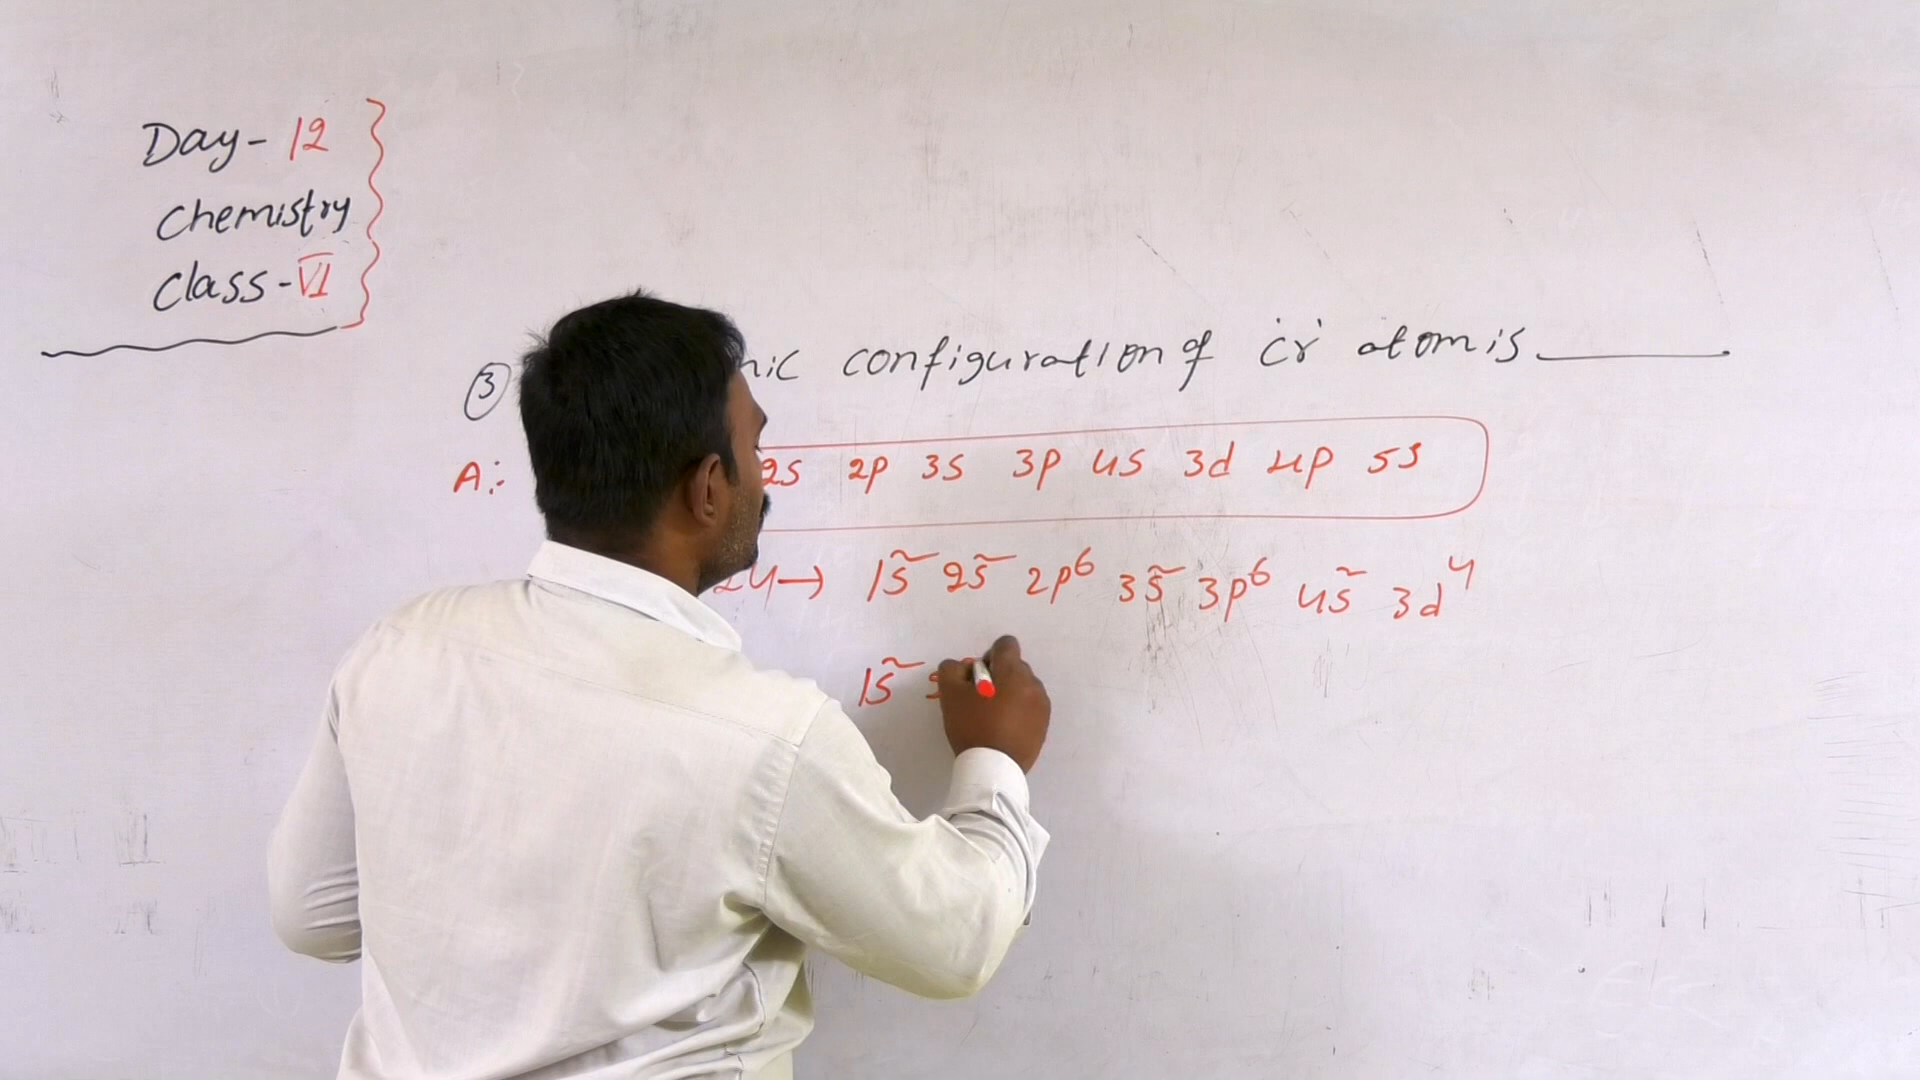 Day- 12
Chemistry
Class-VI
③ nic configuration of Cr atom is ______
A:- 2s 2p 3s 3p 4s 3d 4p 5s
24→ 1s² 2s² 2p⁶ 3s² 3p⁶ 4s² 3d⁴
1s²